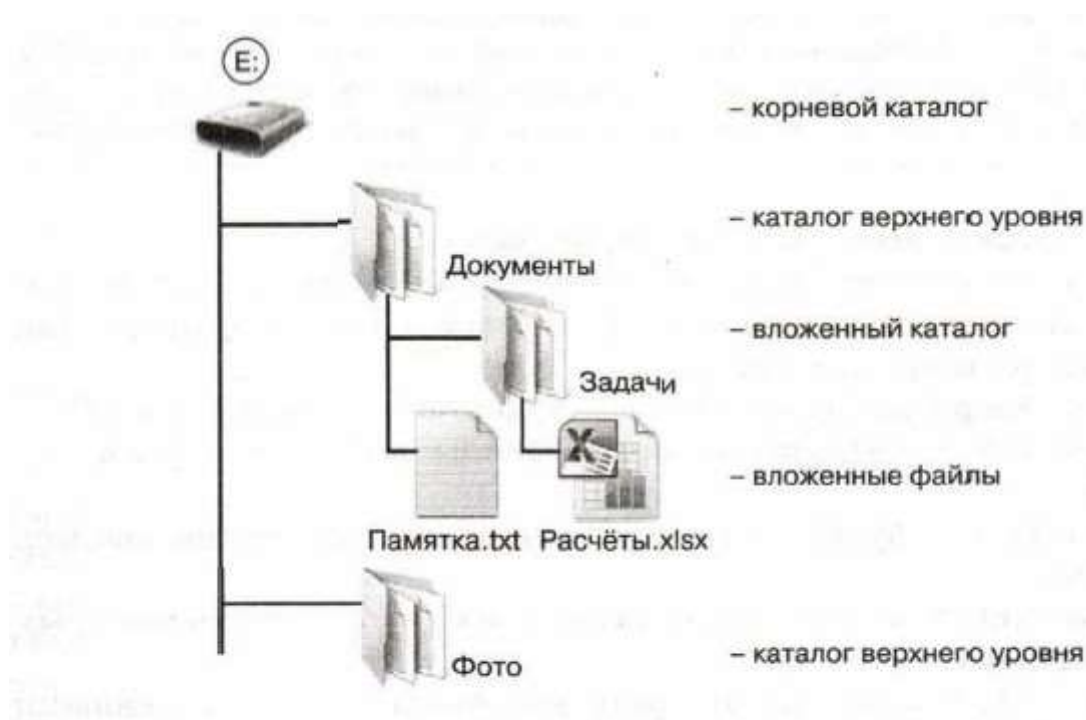 E:
– корневой каталог
– каталог верхнего уровня
Документы
– вложенный каталог
Задачи
– вложенные файлы
Памятка.txt Расчёты.xlsx
Фото
– каталог верхнего уровня